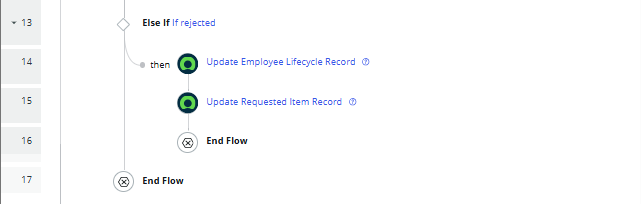 13 Else If If rejected
14 then Update Employee Lifecycle Record ?
15 Update Requested Item Record ?
16 End Flow
17 End Flow